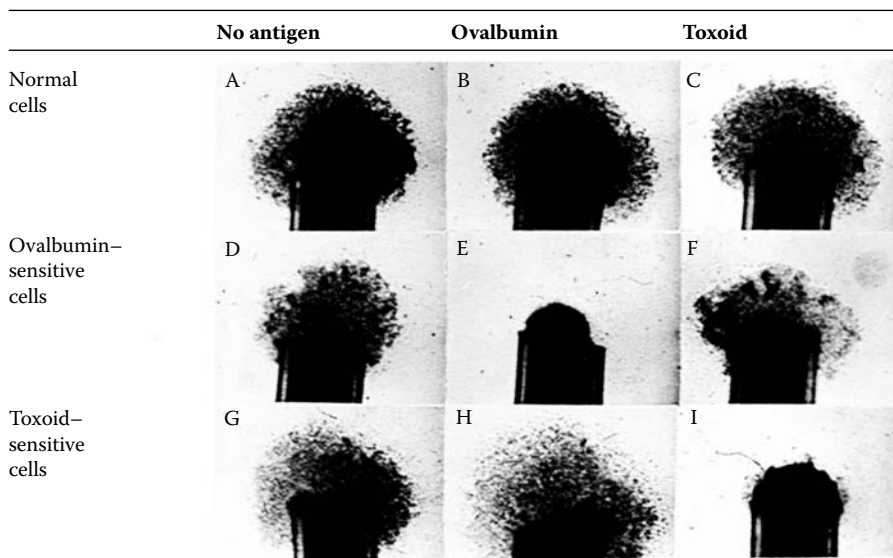 No antigen Ovalbumin Toxoid
Normal
cells
A B C
Ovalbumin–
sensitive
cells
D E F
Toxoid–
sensitive
cells
G H I